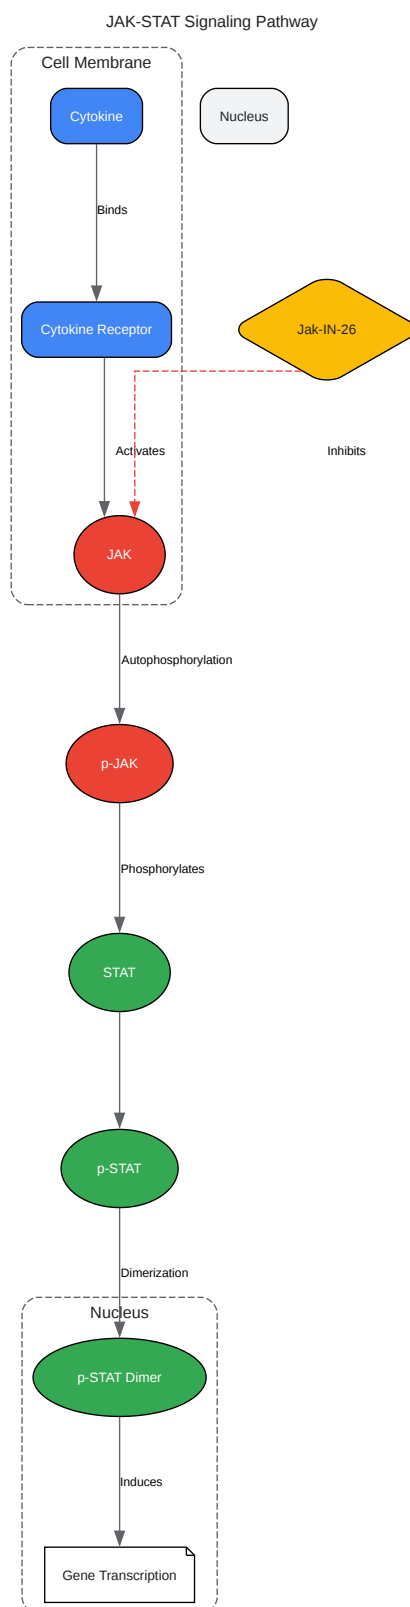 JAK-STAT Signaling Pathway
Cell Membrane
Cytokine
Nucleus
Binds
Cytokine Receptor
Jak-IN-26
Activates
Inhibits
JAK
Autophosphorylation
p-JAK
Phosphorylates
STAT
p-STAT
Dimerization
Nucleus
p-STAT Dimer
Induces
Gene Transcription